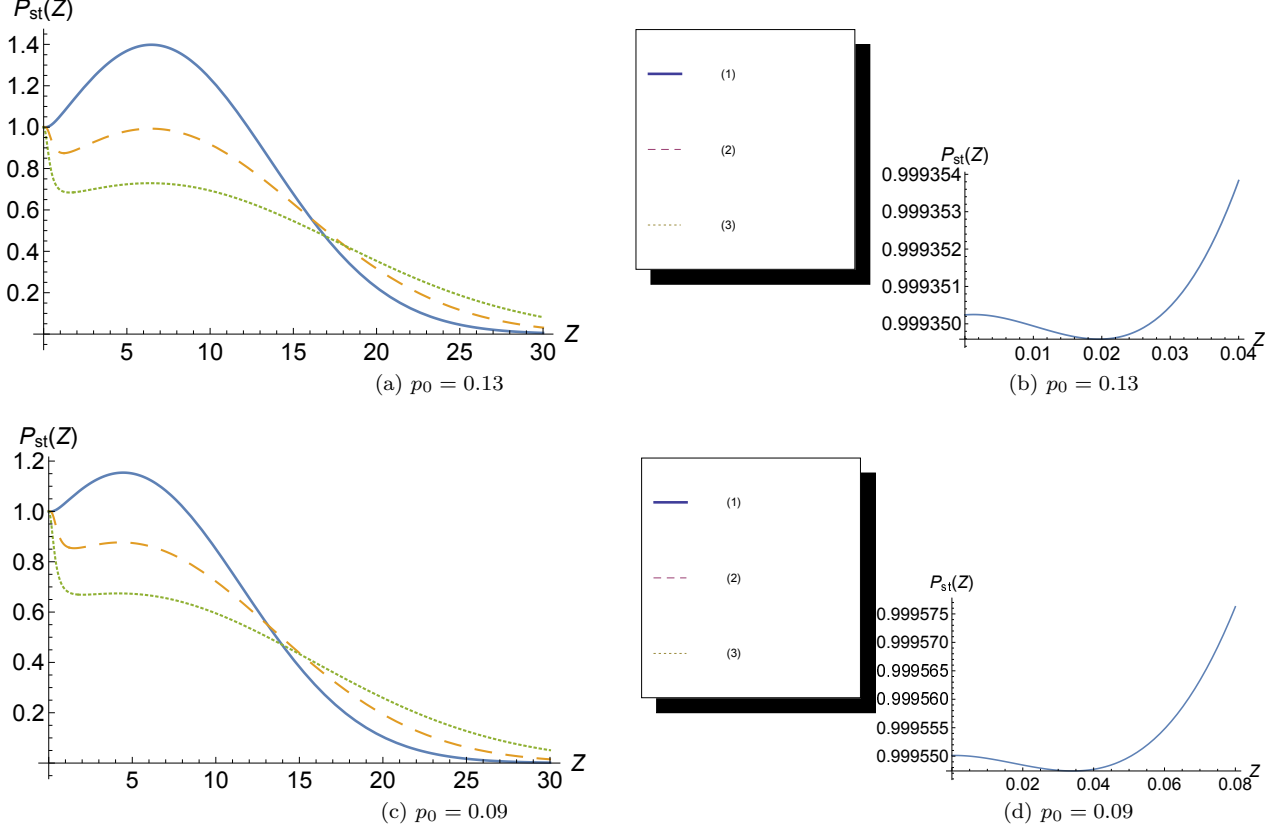 P_st(Z)
1.4
1.2
1.0
0.8
0.6
0.4
0.2
5 10 15 20 25 30 Z
(a) p₀ = 0.13
(1)
(2)
(3)
P_st(Z)
0.999354
0.999353
0.999352
0.999351
0.999350
0.01 0.02 0.03 0.04 Z
(b) p₀ = 0.13
P_st(Z)
1.2
1.0
0.8
0.6
0.4
0.2
5 10 15 20 25 30 Z
(c) p₀ = 0.09
(1)
(2)
(3)
P_st(Z)
0.999575
0.999570
0.999565
0.999560
0.999555
0.999550
0.02 0.04 0.06 0.08 Z
(d) p₀ = 0.09